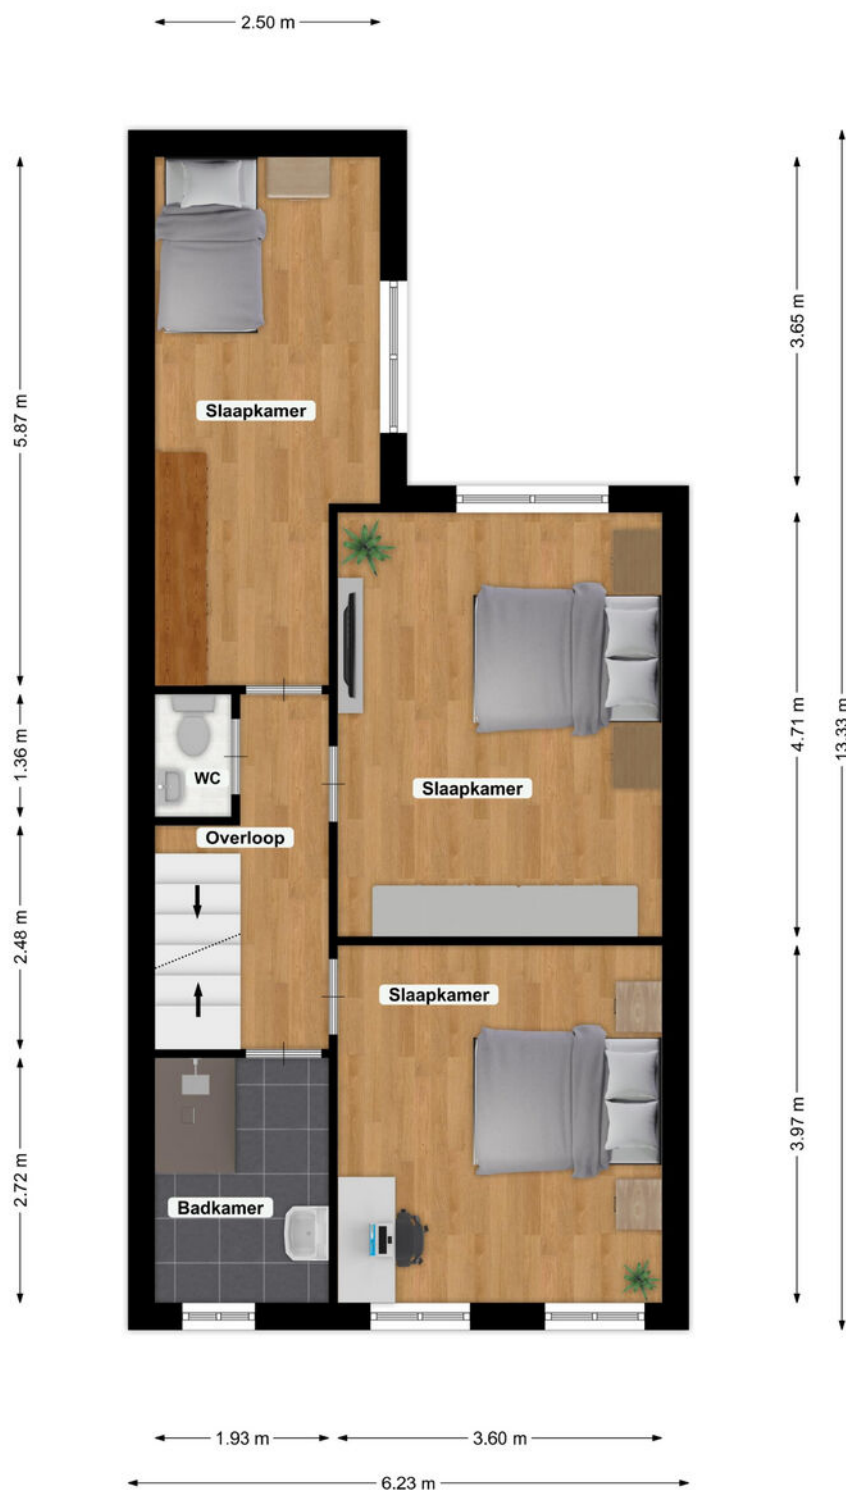 2.50 m
5.87 m
3.65 m
Slaapkamer
1.36 m
4.71 m
13.33 m
WC
Slaapkamer
Overloop
2.48 m
Slaapkamer
2.72 m
3.97 m
Badkamer
1.93 m
3.60 m
6.23 m